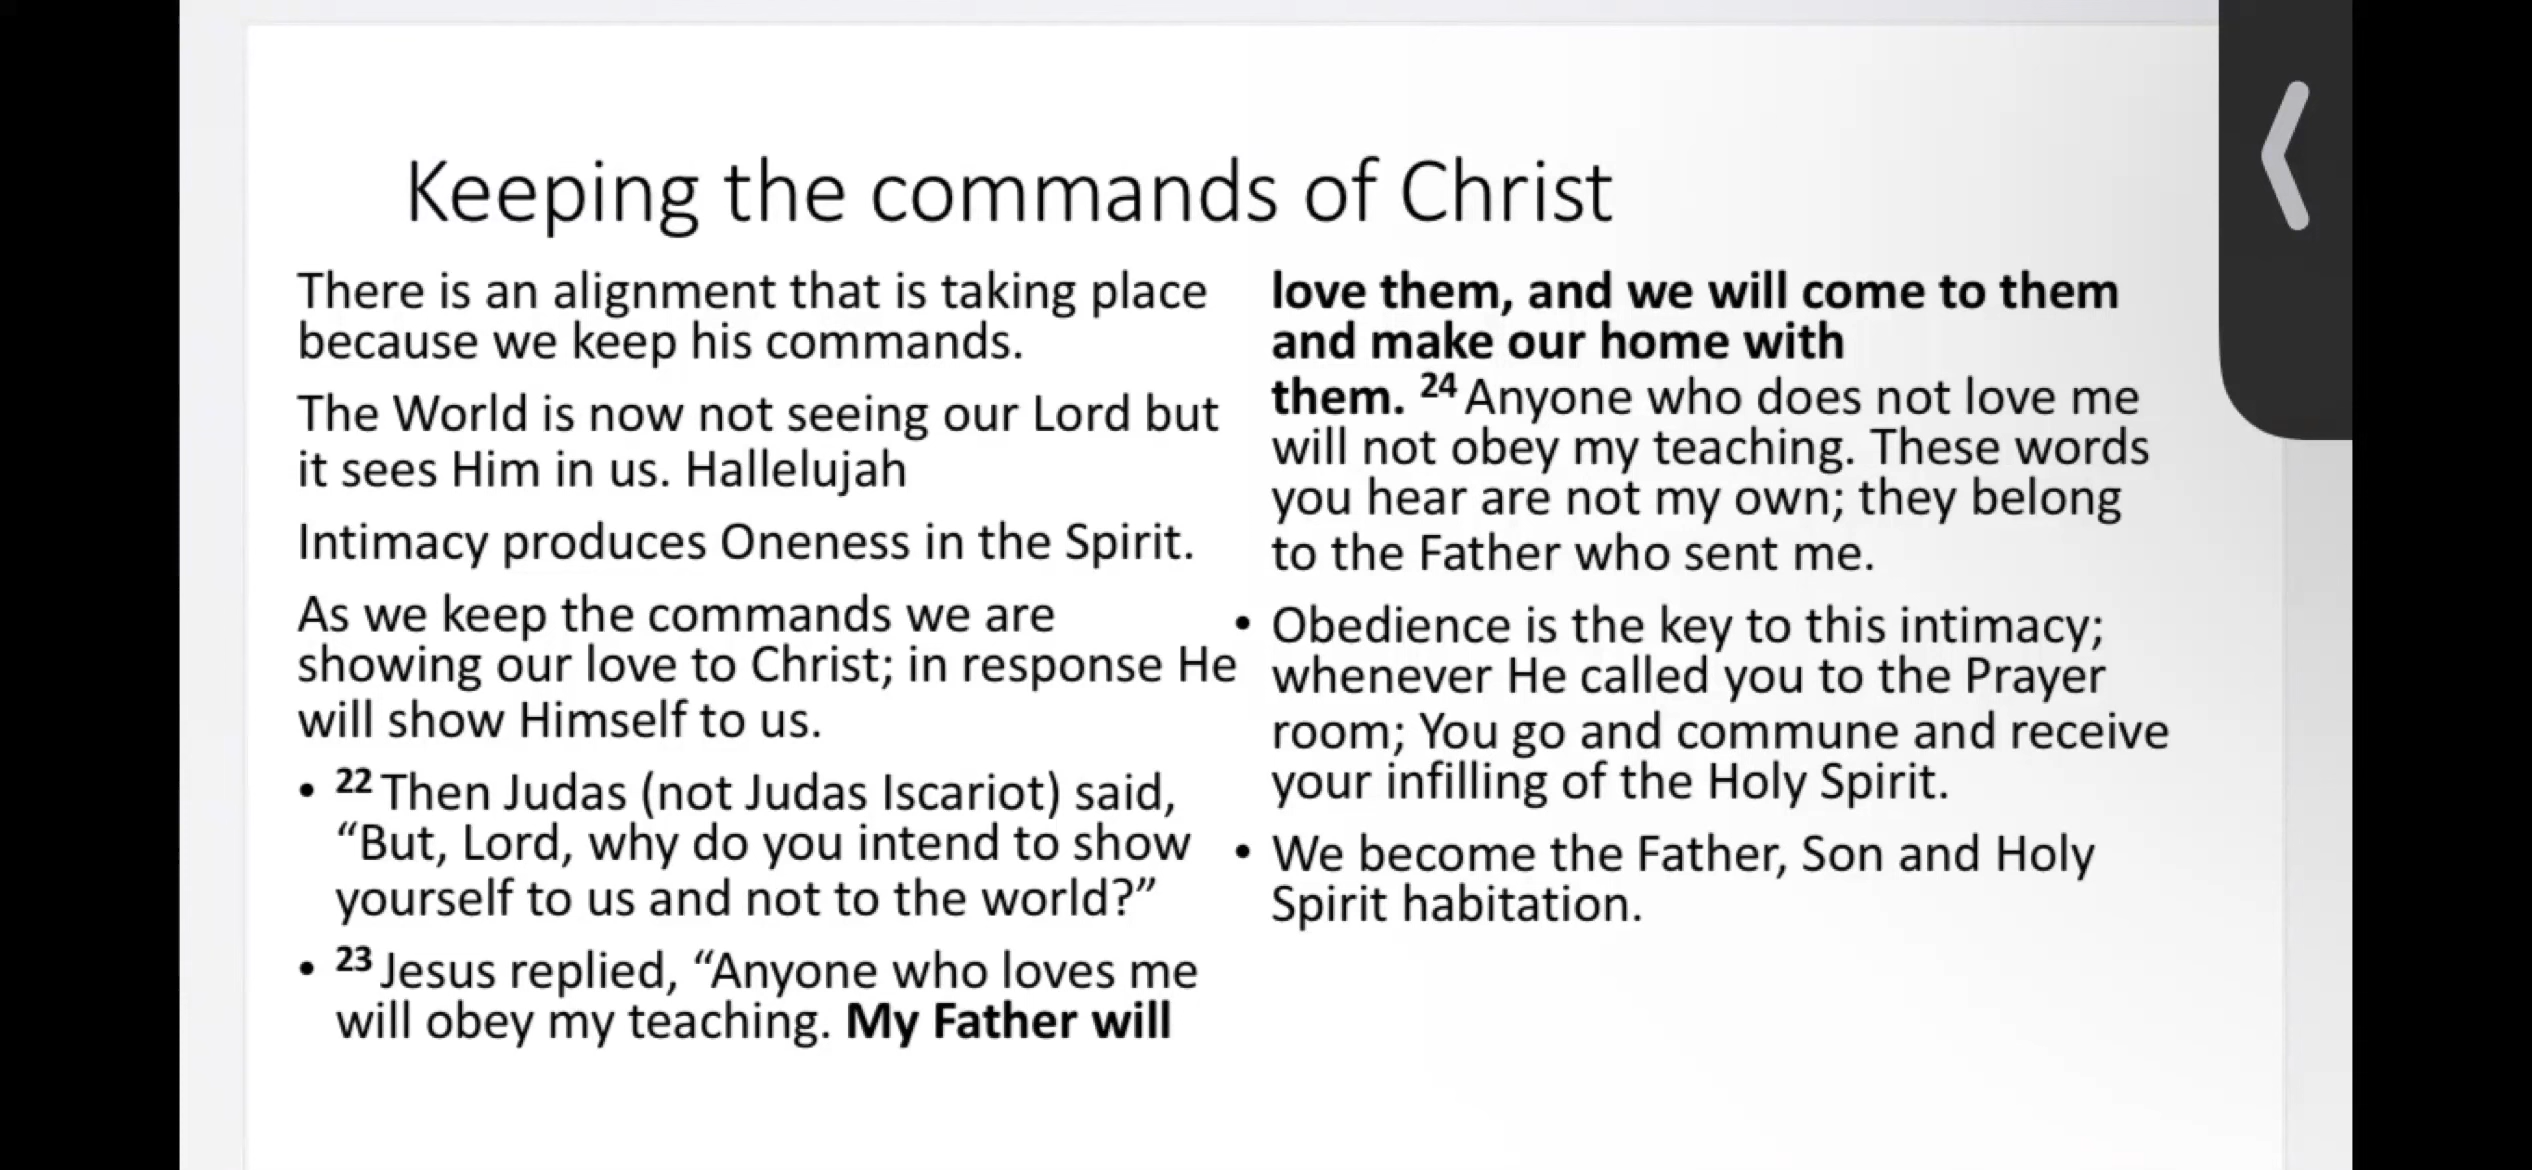 Keeping the commands of Christ
There is an alignment that is taking place
because we keep his commands.
The World is now not seeing our Lord but
it sees Him in us. Hallelujah
Intimacy produces Oneness in the Spirit.
As we keep the commands we are
showing our love to Christ; in response He
will show Himself to us.
• 22 Then Judas (not Judas Iscariot) said,
“But, Lord, why do you intend to show
yourself to us and not to the world?”
• 23 Jesus replied, “Anyone who loves me
will obey my teaching. My Father will
love them, and we will come to them
and make our home with
them. 24 Anyone who does not love me
will not obey my teaching. These words
you hear are not my own; they belong
to the Father who sent me.
• Obedience is the key to this intimacy;
whenever He called you to the Prayer
room; You go and commune and receive
your infilling of the Holy Spirit.
• We become the Father, Son and Holy
Spirit habitation.